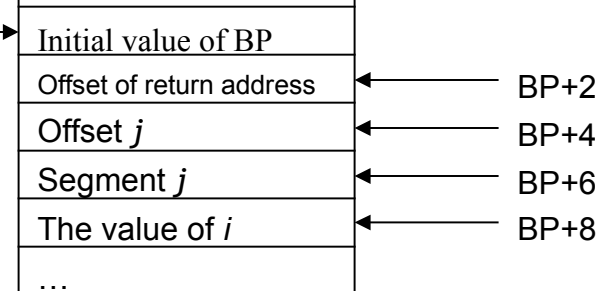 Initial value of BP
Offset of return address BP+2
Offset j BP+4
Segment j BP+6
The value of i BP+8
...